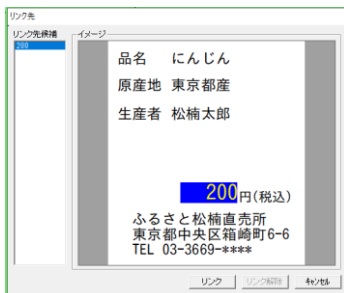 リンク先
リンク先候補
200
イメージ
品名 にんじん
原産地 東京都産
生産者 松楠太郎
200円(税込)
ふるさと松楠直売所
東京都中央区箱崎町6-6
TEL 03-3669-****
リンク リンク解除 キャンセル